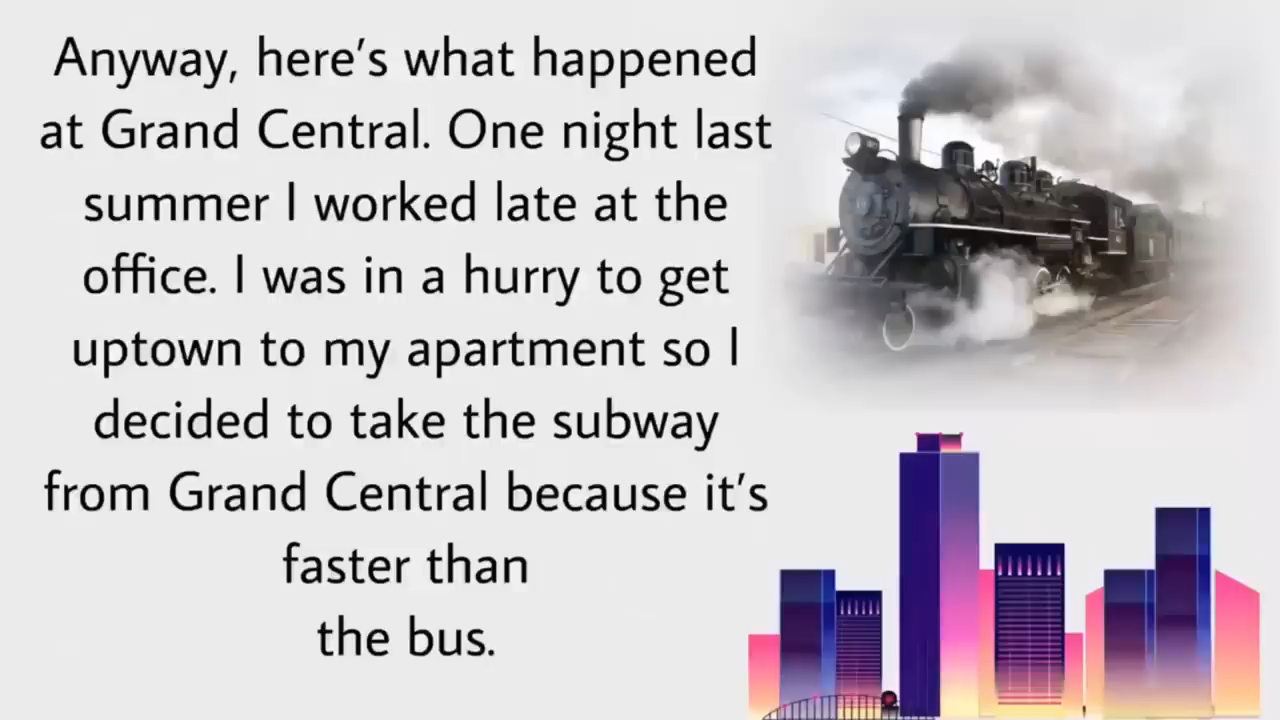 Anyway, here's what happened
at Grand Central. One night last
summer I worked late at the
office. I was in a hurry to get
uptown to my apartment so I
decided to take the subway
from Grand Central because it's
faster than
the bus.